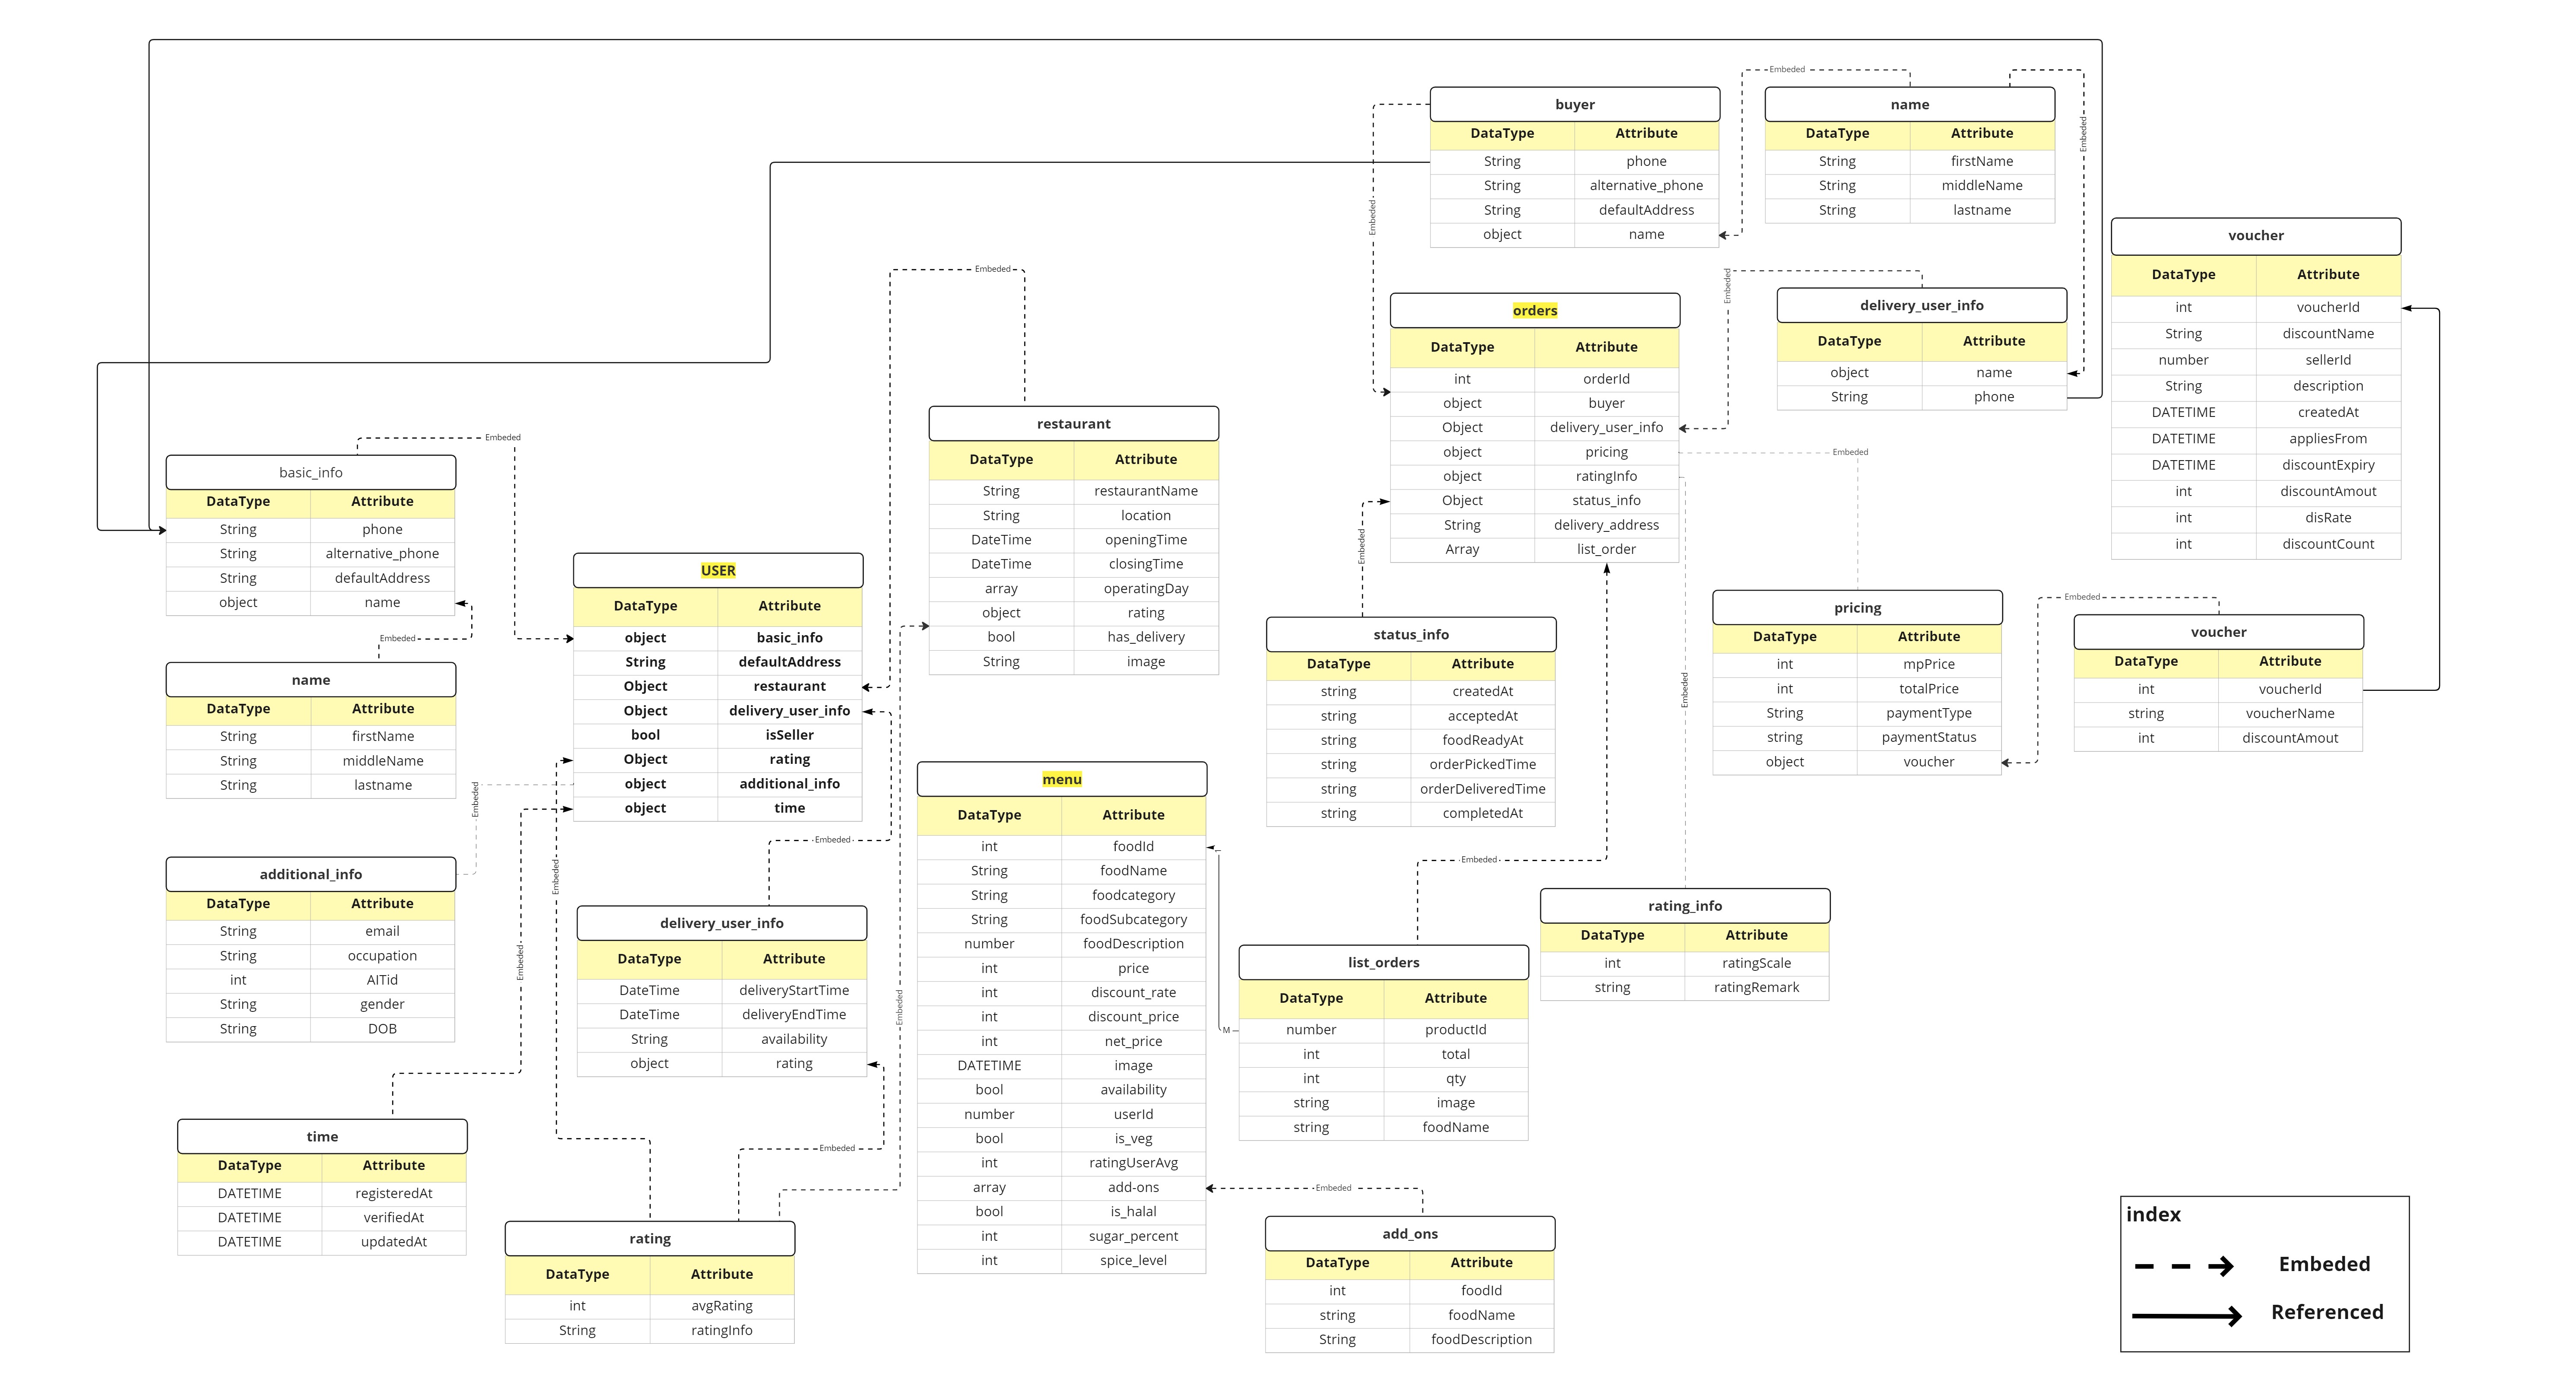 Embeded
buyer
DataType Attribute
String phone
String alternative_phone
String defaultAddress
object name
Embeded
name
DataType Attribute
String firstName
String middleName
String lastname
Embeded
voucher
DataType Attribute
int voucherId
String discountName
number sellerId
String description
DATETIME createdAt
DATETIME appliesFrom
DATETIME discountExpiry
int discountAmout
int disRate
int discountCount
Embeded
orders
DataType Attribute
int orderId
object buyer
Object delivery_user_info
object pricing
object ratingInfo
Object status_info
String delivery_address
Array list_order
Embeded
delivery_user_info
DataType Attribute
object name
String phone
Embeded
restaurant
DataType Attribute
String restaurantName
String location
DateTime openingTime
DateTime closingTime
array operatingDay
object rating
bool has_delivery
String image
Embeded
basic_info
DataType Attribute
String phone
String alternative_phone
String defaultAddress
object name
Embeded
USER
DataType Attribute
object basic_info
String defaultAddress
Object restaurant
Object delivery_user_info
bool isSeller
Object rating
object additional_info
object time
Embeded
name
DataType Attribute
String firstName
String middleName
String lastname
Embeded
Embeded
status_info
DataType Attribute
string createdAt
string acceptedAt
string foodReadyAt
string orderPickedTime
string orderDeliveredTime
string completedAt
Embeded
Embeded
pricing
DataType Attribute
int mpPrice
int totalPrice
String paymentType
string paymentStatus
object voucher
Embeded
voucher
DataType Attribute
int voucherId
string voucherName
int discountAmout
menu
DataType Attribute
int foodId
String foodName
String foodcategory
String foodSubcategory
number foodDescription
int price
int discount_rate
int discount_price
int net_price
DATETIME image
bool availability
number userId
bool is_veg
int ratingUserAvg
array add-ons
bool is_halal
int sugar_percent
int spice_level
additional_info
DataType Attribute
String email
String occupation
int AITid
String gender
String DOB
Embeded
Embeded
Embeded
delivery_user_info
DataType Attribute
DateTime deliveryStartTime
DateTime deliveryEndTime
String availability
object rating
Embeded
Embeded
M
list_orders
DataType Attribute
number productId
int total
int qty
string image
string foodName
rating_info
DataType Attribute
int ratingScale
string ratingRemark
time
DataType Attribute
DATETIME registeredAt
DATETIME verifiedAt
DATETIME updatedAt
Embeded
rating
DataType Attribute
int avgRating
String ratingInfo
Embeded
add_ons
DataType Attribute
int foodId
string foodName
String foodDescription
index
Embeded
Referenced